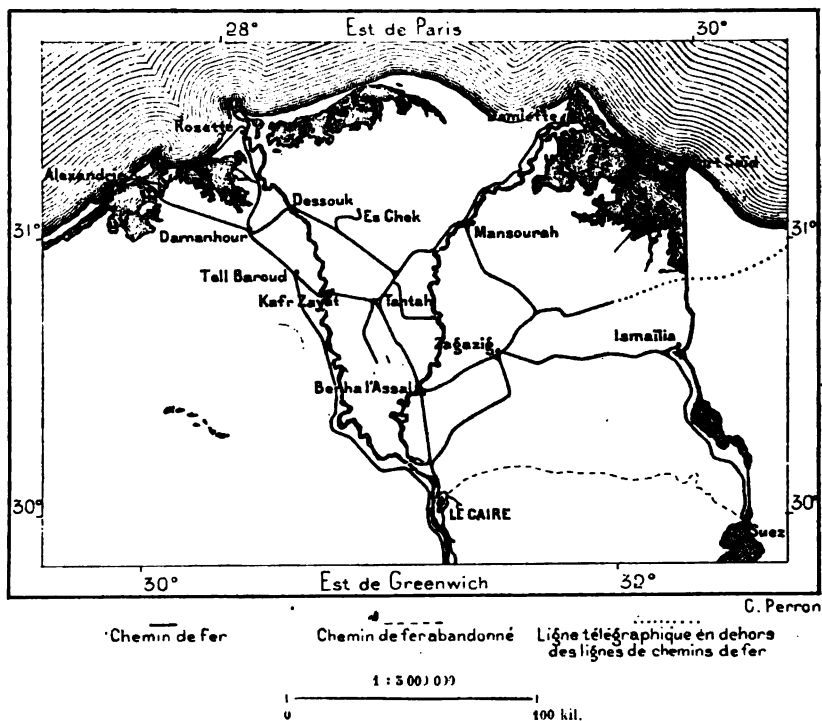 28° Est de Paris 30°
Rosette
Damiette
Alexandrie
Port Saïd
Dessouk
Es Chek
31° Damanhour Mansourah 31°
Tell Baroud
Kafr Zayat Tantah
Zagazig Ismaïlia
Benha l'Assal
30° LE CAIRE 30°
Suez
30° Est de Greenwich 32°
C. Perron
Chemin de fer Chemin de fer abandonné Ligne télégraphique en dehors
des lignes de chemins de fer
0 100 kil.